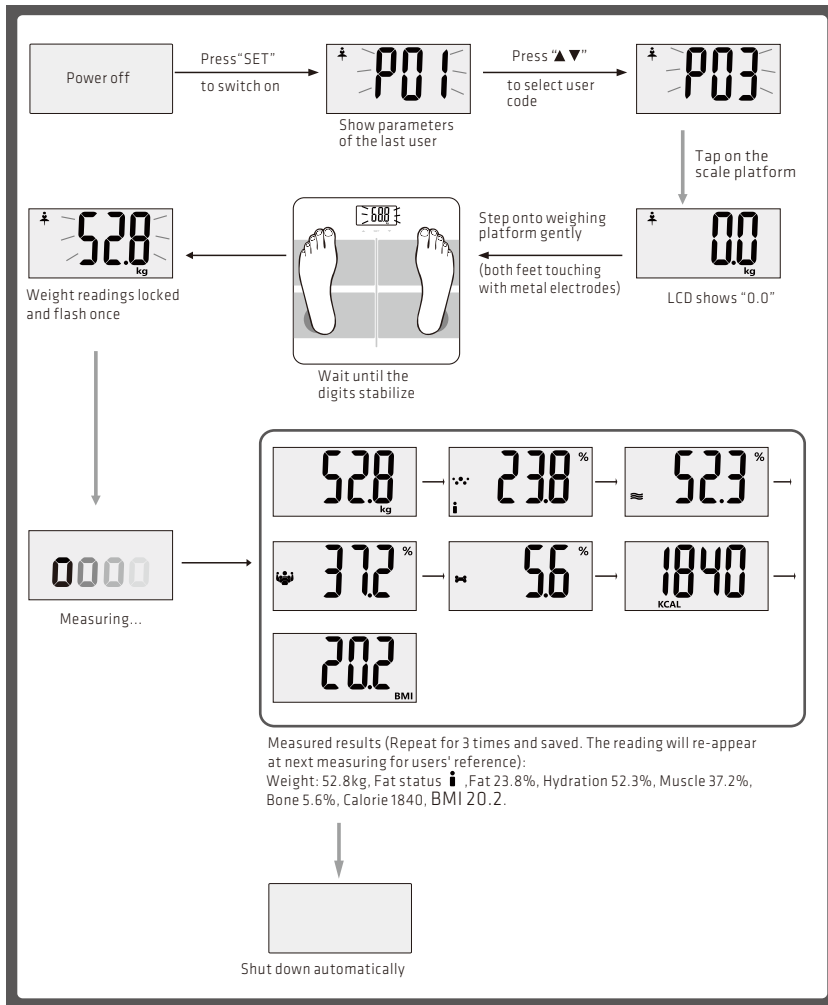 Power off
Press“SET”
to switch on
P01
Show parameters
of the last user
Press “▲▼”
to select user
code
P03
Tap on the
scale platform
0.0
kg
LCD shows “0.0”
Step onto weighing
platform gently
(both feet touching
with metal electrodes)
68.8
Wait until the
digits stabilize
52.8
kg
Weight readings locked
and flash once
0000
Measuring...
52.8
kg
23.8 %
52.3 %
37.2 %
5.6 %
1840
KCAL
20.2
BMI
Measured results (Repeat for 3 times and saved. The reading will re-appear
at next measuring for users' reference):
Weight: 52.8kg, Fat status ,Fat 23.8%, Hydration 52.3%, Muscle 37.2%,
Bone 5.6%, Calorie 1840, BMI 20.2.
Shut down automatically